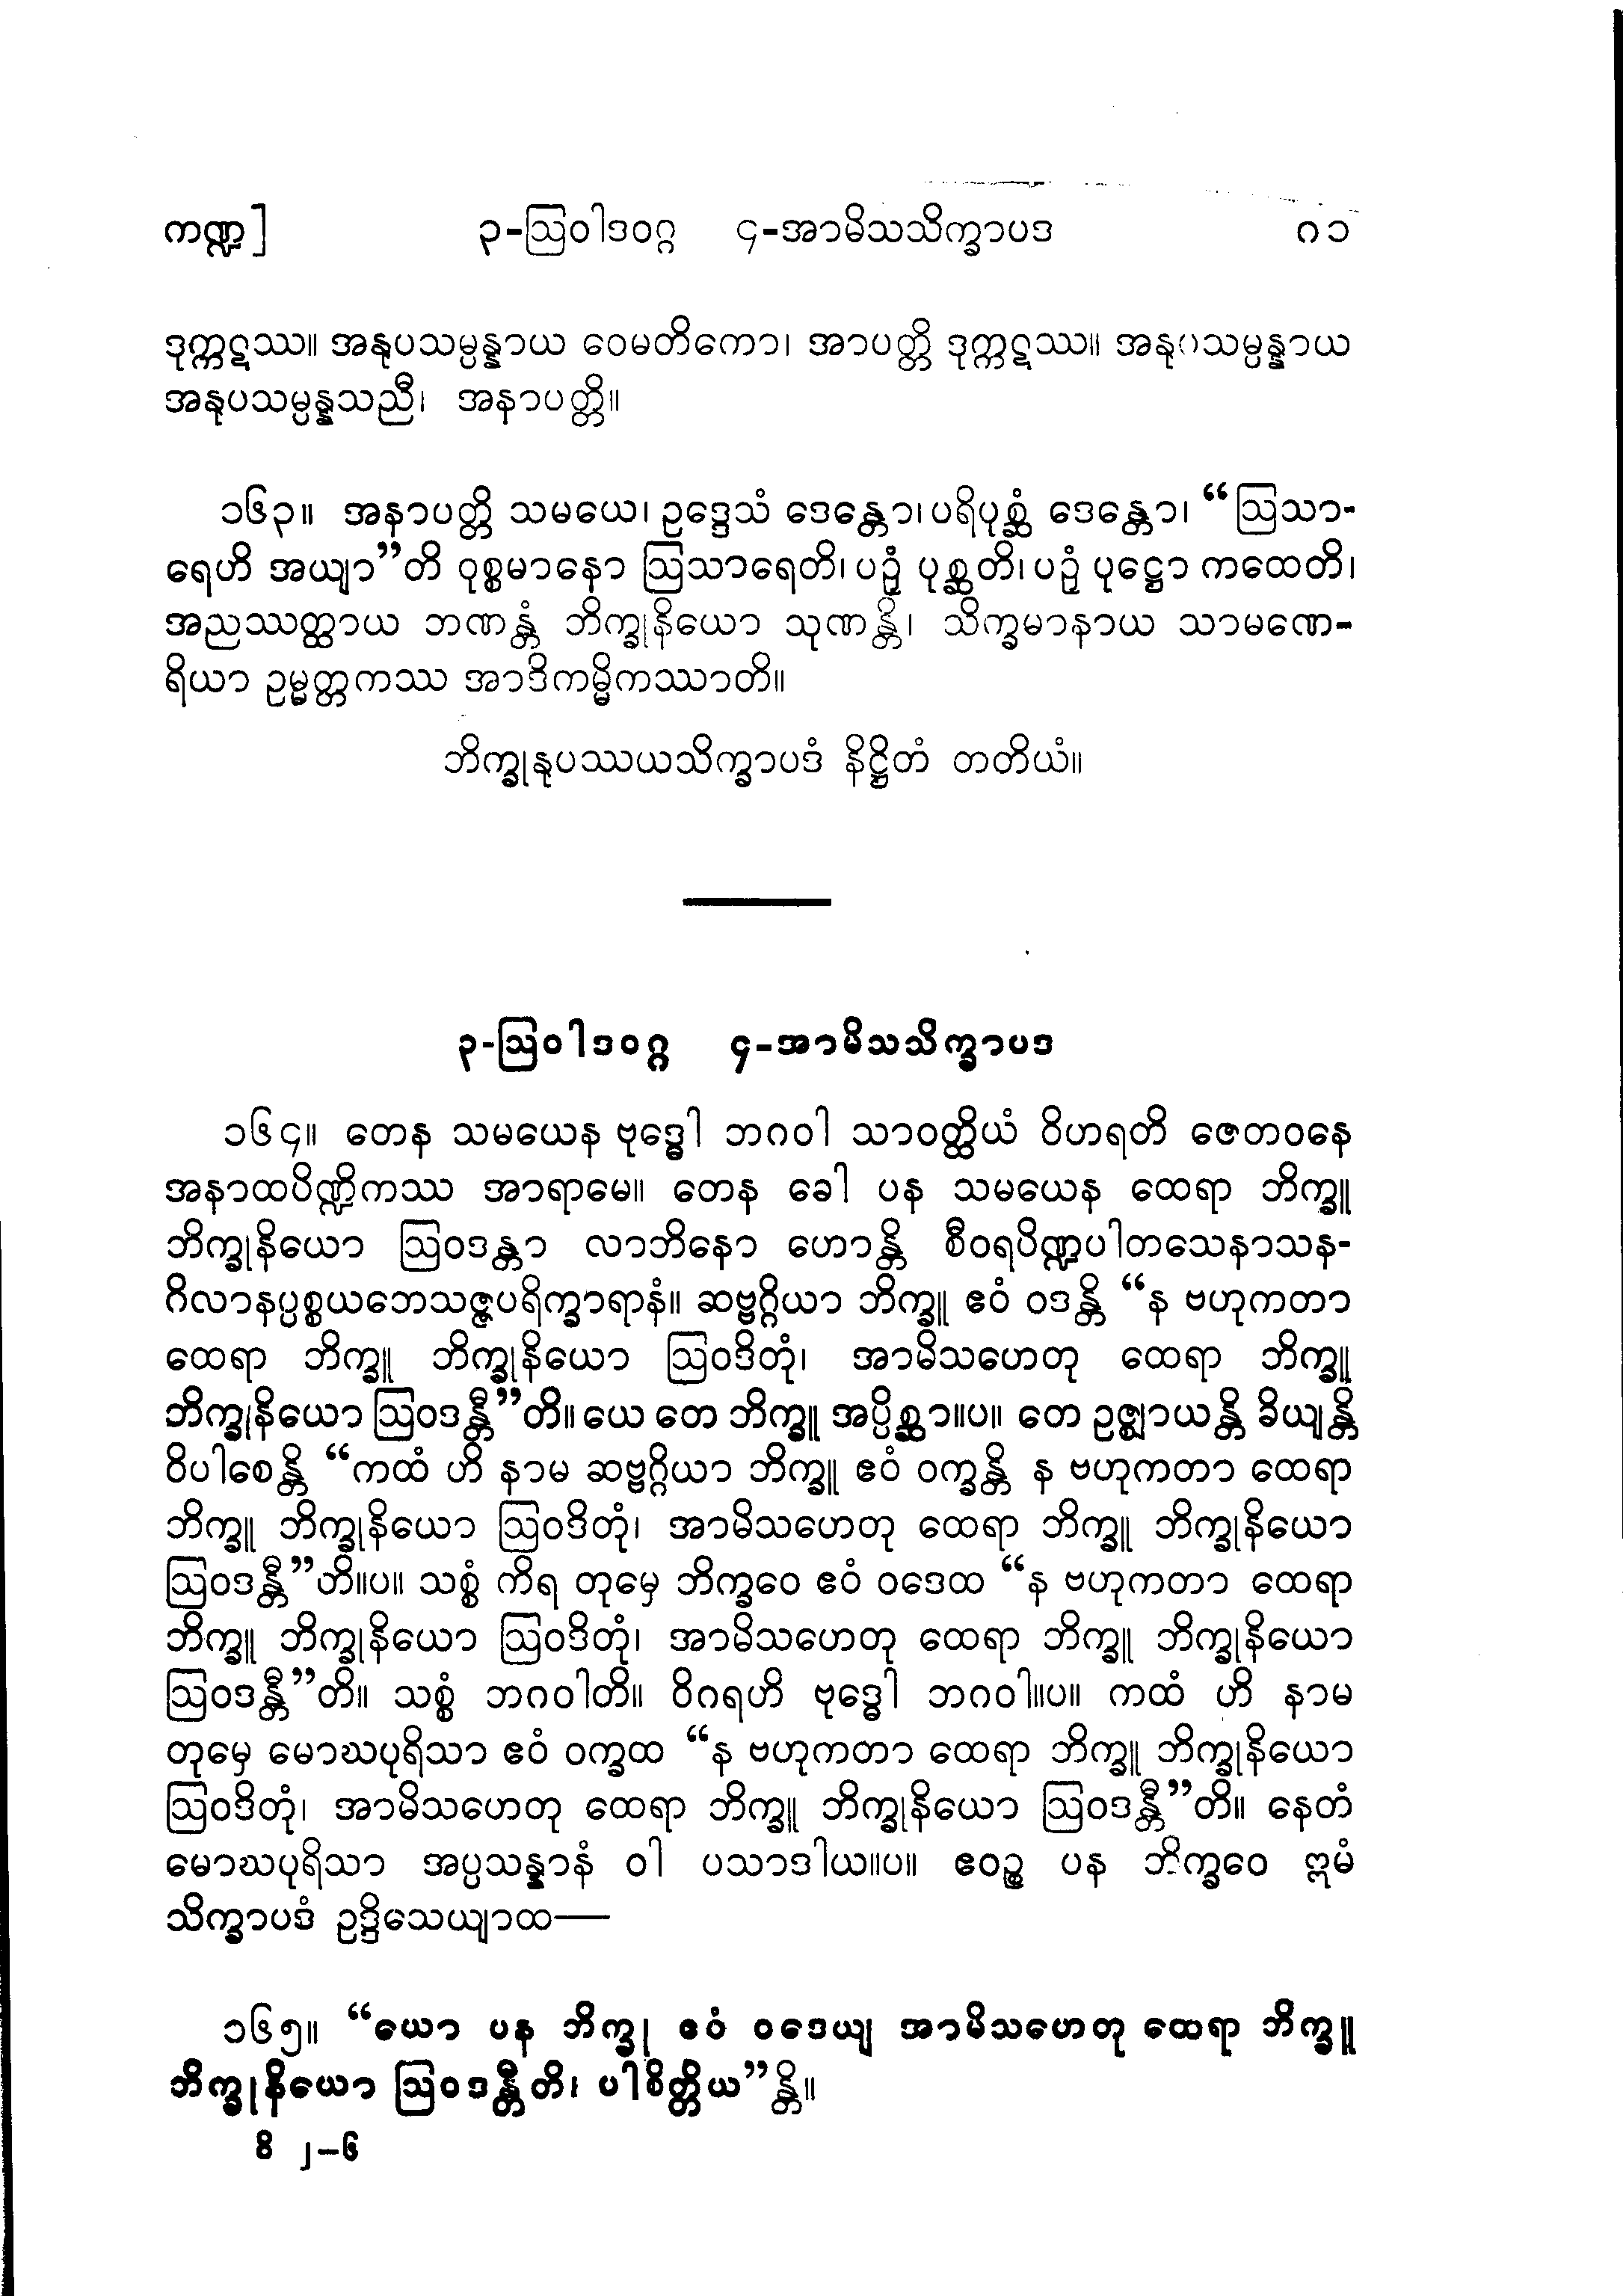 ကဏ္ဍ] ၃-ဩဝါဒဝဂ္ဂ ၄-အာမိသသိက္ခာပဒ ၈၁
ဒုက္ကဋဿ။ အနုပသမ္ပန္နာယ ဝေမတိကော၊ အာပတ္တိ ဒုက္ကဋဿ။ အနုပသမ္ပန္နာယ
အနုပသမ္ပန္နသညီ၊ အနာပတ္တိ။
၁၆၃။ အနာပတ္တိ သမယေ၊ ဥဒ္ဒေသံ ဒေန္တော၊ ပရိပုစ္ဆံ ဒေန္တော၊ “ဩသာ-
ရေဟိ အယျာ”တိ ဝုစ္စမာနော ဩသာရေတိ၊ ပဉှံ ပုစ္ဆတိ၊ ပဉှံ ပုဋ္ဌော ကထေတိ၊
အညဿတ္ထာယ ဘဏန္တံ ဘိက္ခုနိယော သုဏန္တိ၊ သိက္ခမာနာယ သာမဏေ-
ရိယာ ဥမ္မတ္တကဿ အာဒိကမ္မိကဿာတိ။
ဘိက္ခုနုပဿယသိက္ခာပဒံ နိဋ္ဌိတံ တတိယံ။
၃-ဩဝါဒဝဂ္ဂ ၄-အာမိသသိက္ခာပဒ
၁၆၄။ တေန သမယေန ဗုဒ္ဓေါ ဘဂဝါ သာဝတ္ထိယံ ဝိဟရတိ ဇေတဝနေ
အနာထပိဏ္ဍိကဿ အာရာမေ။ တေန ခေါ ပန သမယေန ထေရာ ဘိက္ခူ
ဘိက္ခုနိယော ဩဝဒန္တာ လာဘိနော ဟောန္တိ စီဝရပိဏ္ဍပါတသေနာသန-
ဂိလာနပ္ပစ္စယဘေသဇ္ဇပရိက္ခာရာနံ။ ဆဗ္ဗဂ္ဂိယာ ဘိက္ခူ ဧဝံ ဝဒန္တိ “န ဗဟုကတာ
ထေရာ ဘိက္ခူ ဘိက္ခုနိယော ဩဝဒိတုံ၊ အာမိသဟေတု ထေရာ ဘိက္ခူ
ဘိက္ခုနိယော ဩဝဒန္တီ”တိ။ ယေ တေ ဘိက္ခူ အပ္ပိစ္ဆာ။ပ။ တေ ဥဇ္ဈာယန္တိ ခိယျန္တိ
ဝိပါစေန္တိ “ကထံ ဟိ နာမ ဆဗ္ဗဂ္ဂိယာ ဘိက္ခူ ဧဝံ ဝက္ခန္တိ န ဗဟုကတာ ထေရာ
ဘိက္ခူ ဘိက္ခုနိယော ဩဝဒိတုံ၊ အာမိသဟေတု ထေရာ ဘိက္ခူ ဘိက္ခုနိယော
ဩဝဒန္တီ”တိ။ပ။ သစ္စံ ကိရ တုမှေ ဘိက္ခဝေ ဧဝံ ဝဒေထ “န ဗဟုကတာ ထေရာ
ဘိက္ခူ ဘိက္ခုနိယော ဩဝဒိတုံ၊ အာမိသဟေတု ထေရာ ဘိက္ခူ ဘိက္ခုနိယော
ဩဝဒန္တီ”တိ။ သစ္စံ ဘဂဝါတိ။ ဝိဂရဟိ ဗုဒ္ဓေါ ဘဂဝါ။ပ။ ကထံ ဟိ နာမ
တုမှေ မောဃပုရိသာ ဧဝံ ဝက္ခထ “န ဗဟုကတာ ထေရာ ဘိက္ခူ ဘိက္ခုနိယော
ဩဝဒိတုံ၊ အာမိသဟေတု ထေရာ ဘိက္ခူ ဘိက္ခုနိယော ဩဝဒန္တီ”တိ။ နေတံ
မောဃပုရိသာ အပ္ပသန္နာနံ ဝါ ပသာဒါယ။ပ။ ဧဝဉ္စ ပန ဘိက္ခဝေ ဣမံ
သိက္ခာပဒံ ဥဒ္ဒိသေယျာထ—
၁၆၅။ “ယော ပန ဘိက္ခု ဧဝံ ဝဒေယျ အာမိသဟေတု ထေရာ ဘိက္ခူ
ဘိက္ခုနိယော ဩဝဒန္တီတိ၊ ပါစိတ္တိယ”န္တိ။
ဝိ ၂–၆